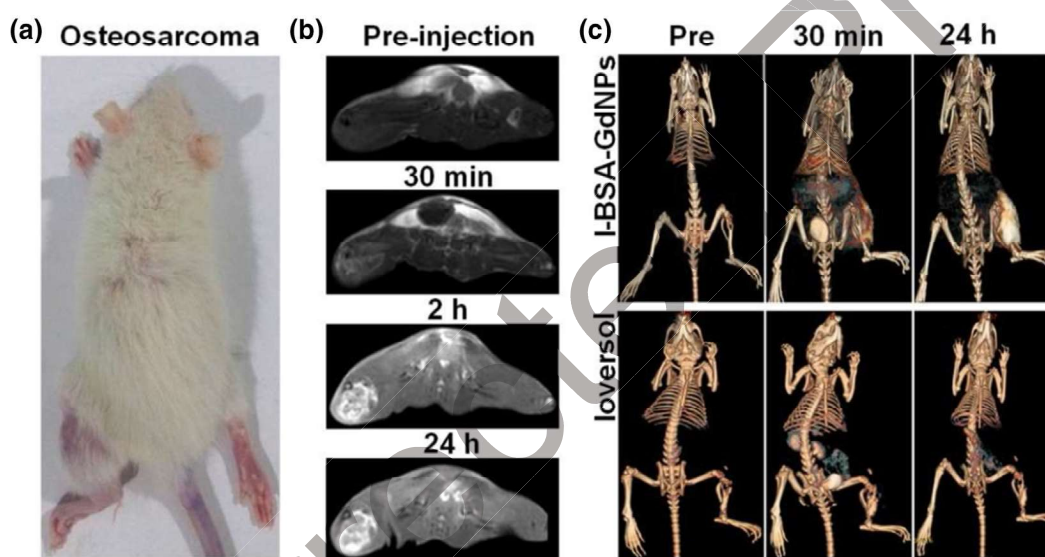 (a) Osteosarcoma
(b) Pre-injection
30 min
2 h
24 h
(c) Pre 30 min 24 h
I-BSA-GdNPs
Ioversol